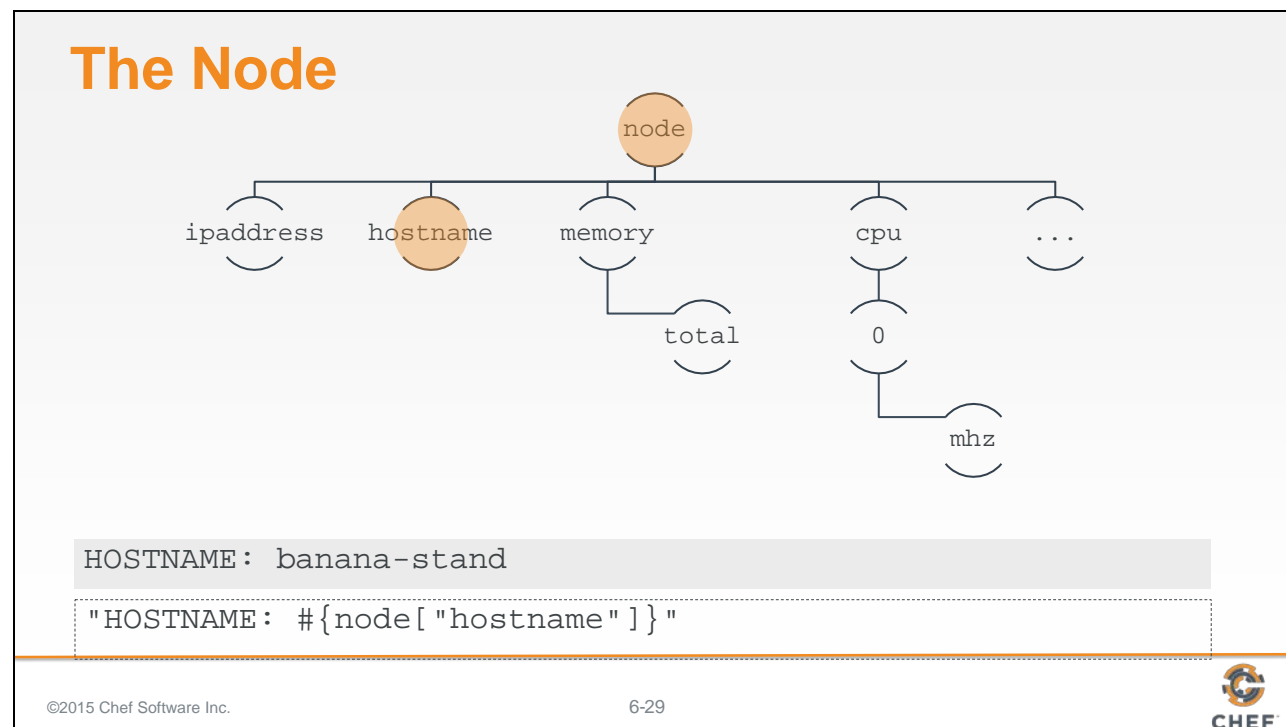 The Node
node
ipaddress hostname memory cpu ...
total 0
mhz
HOSTNAME: banana-stand
"HOSTNAME: #{node["hostname"]}"
©2015 Chef Software Inc. 6-29
CHEF